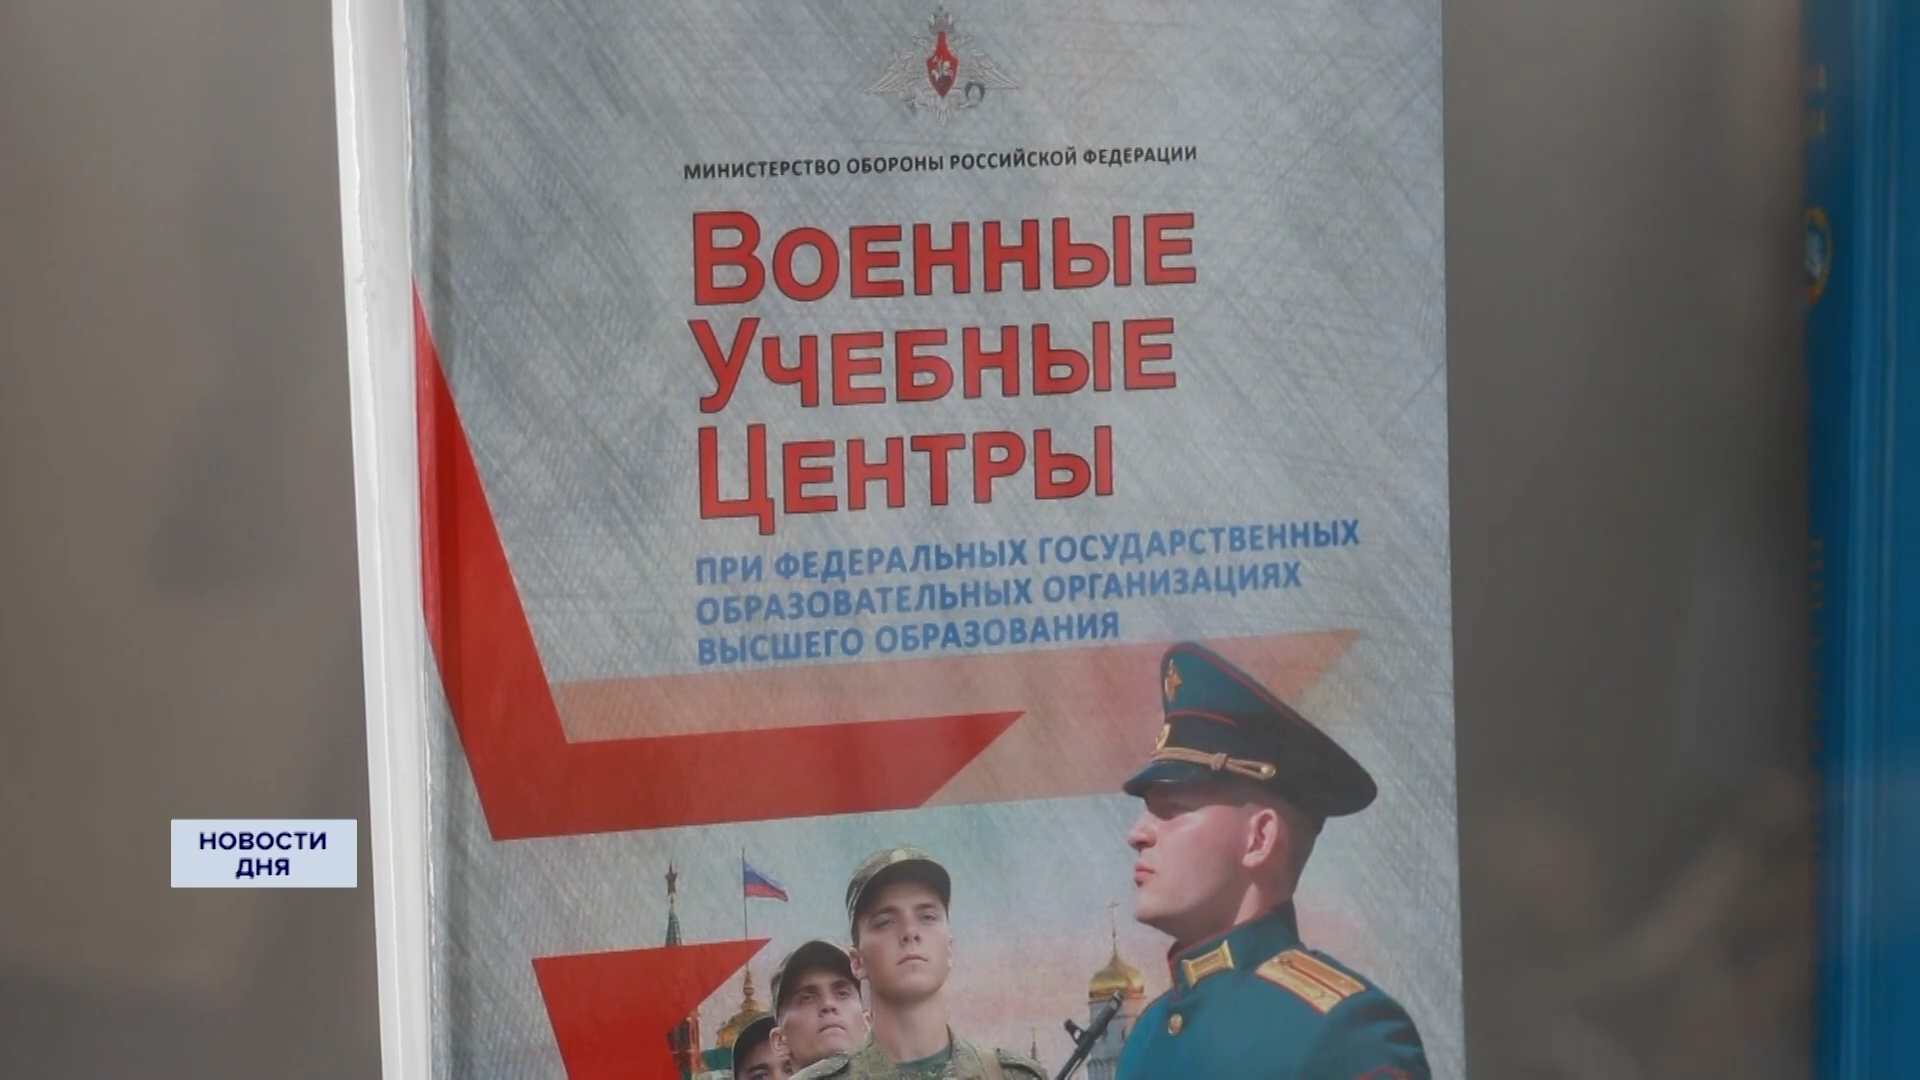 МИНИСТЕРСТВО ОБОРОНЫ РОССИЙСКОЙ ФЕДЕРАЦИИ
ВОЕННЫЕ
УЧЕБНЫЕ
ЦЕНТРЫ
ПРИ ФЕДЕРАЛЬНЫХ ГОСУДАРСТВЕННЫХ
ОБРАЗОВАТЕЛЬНЫХ ОРГАНИЗАЦИЯХ
ВЫСШЕГО ОБРАЗОВАНИЯ
НОВОСТИ
ДНЯ